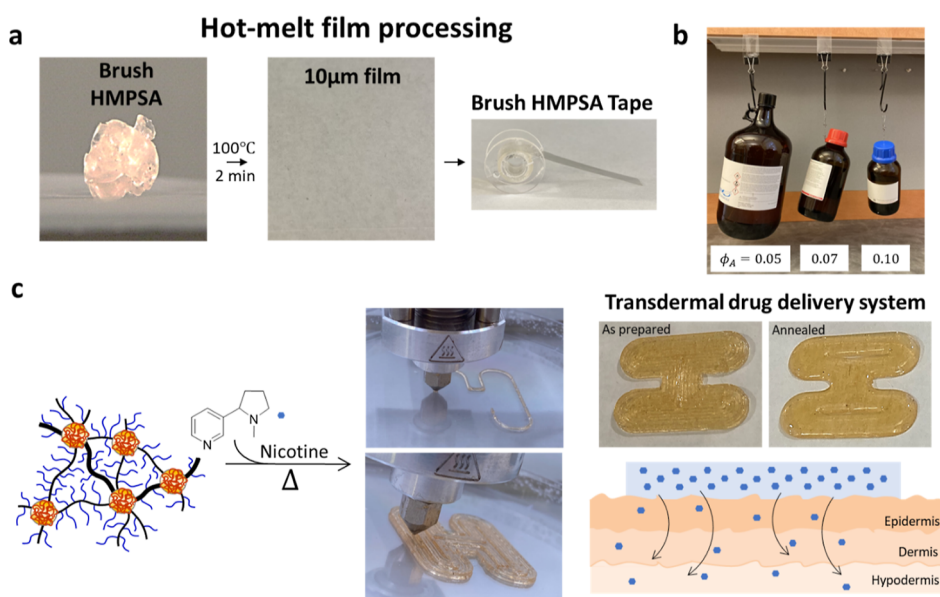 Hot-melt film processing
a
Brush
HMPSA
100°C
2 min
10μm film
Brush HMPSA Tape
b
ϕ_A = 0.05
0.07
0.10
c
N
N
Nicotine
Δ
Transdermal drug delivery system
As prepared
Annealed
Epidermis
Dermis
Hypodermis